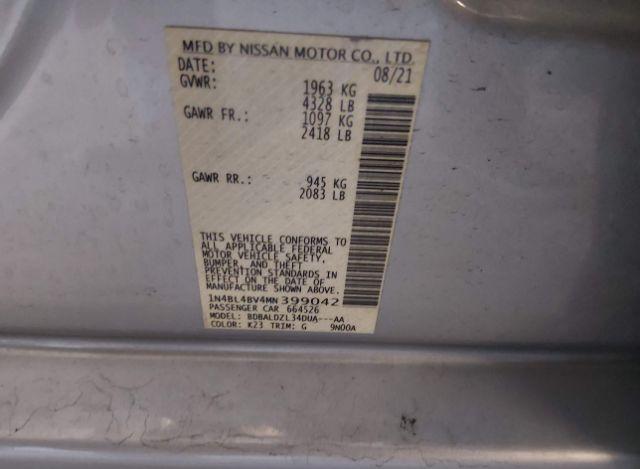 MFD BY NISSAN MOTOR CO., LTD.
DATE: 08/21
GVWR: 1963 KG
4328 LB
GAWR FR.: 1097 KG
2418 LB
GAWR RR.: 945 KG
2083 LB
THIS VEHICLE CONFORMS TO
ALL APPLICABLE FEDERAL
MOTOR VEHICLE SAFETY,
BUMPER, AND THEFT
PREVENTION STANDARDS IN
EFFECT ON THE DATE OF
MANUFACTURE SHOWN ABOVE.
1N4BL4BV4MN399042
PASSENGER CAR 664526
MODEL: BDBALDZL34DUA---AA
COLOR: K23 TRIM: G 9N00A